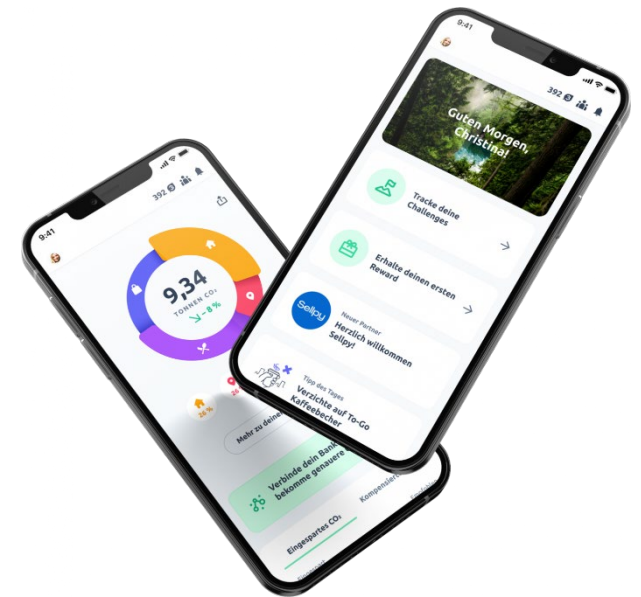 9:41
392
Guten Morgen,
Christina!
Tracke deine
Challenges
Erhalte deinen ersten
Reward
Sellpy
Neuer Partner
Herzlich willkommen
Sellpy!
Tipp des Tages
Verzichte auf To-Go
Kaffeebecher
9:41
392
9,34
TONNEN CO₂
-8%
26 %
Mehr zu deine
Verbinde dein Bank
bekomme genauere
Eingespartes CO₂
Kompensier